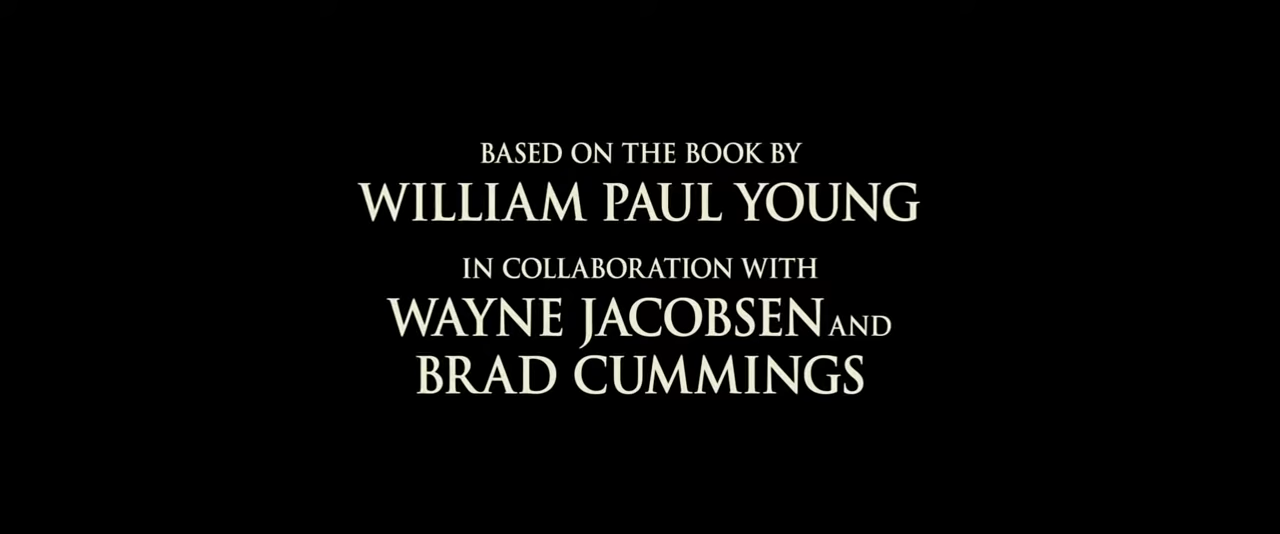 BASED ON THE BOOK BY
WILLIAM PAUL YOUNG
IN COLLABORATION WITH
WAYNE JACOBSEN AND
BRAD CUMMINGS